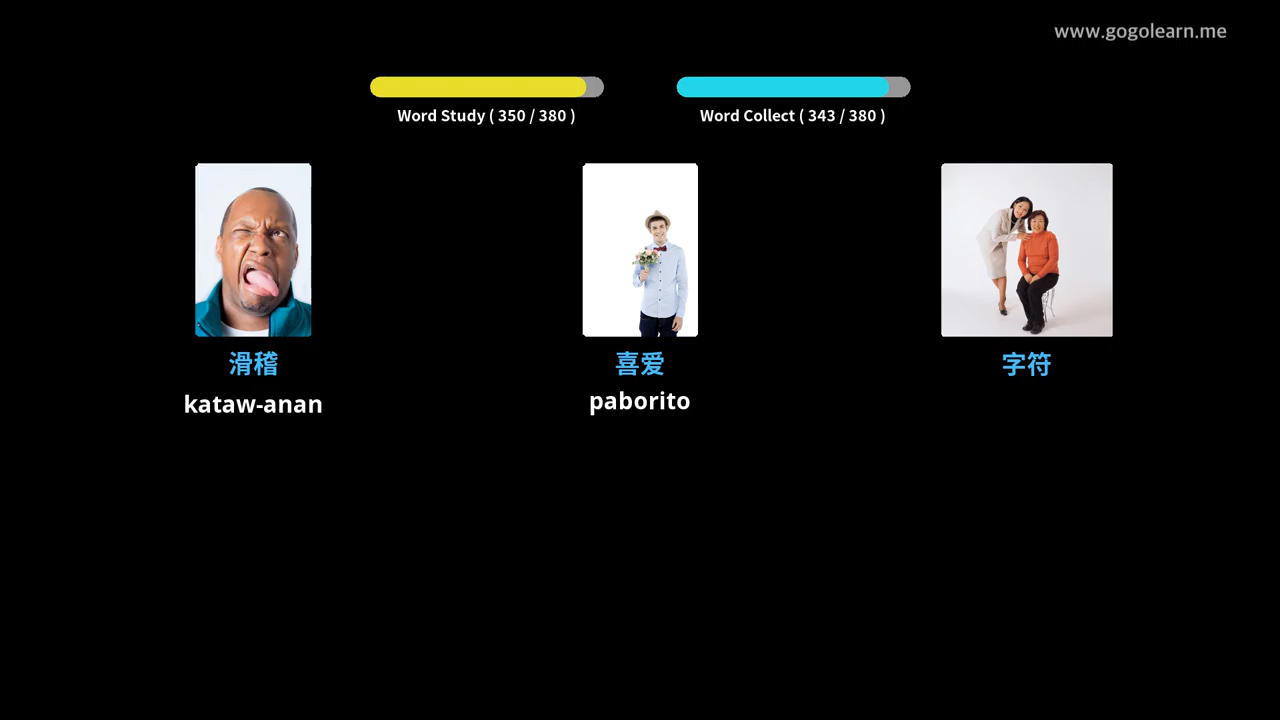 www.gogolearn.me
Word Study ( 350 / 380 )
Word Collect ( 343 / 380 )
滑稽
喜爱
字符
kataw-anan
paborito